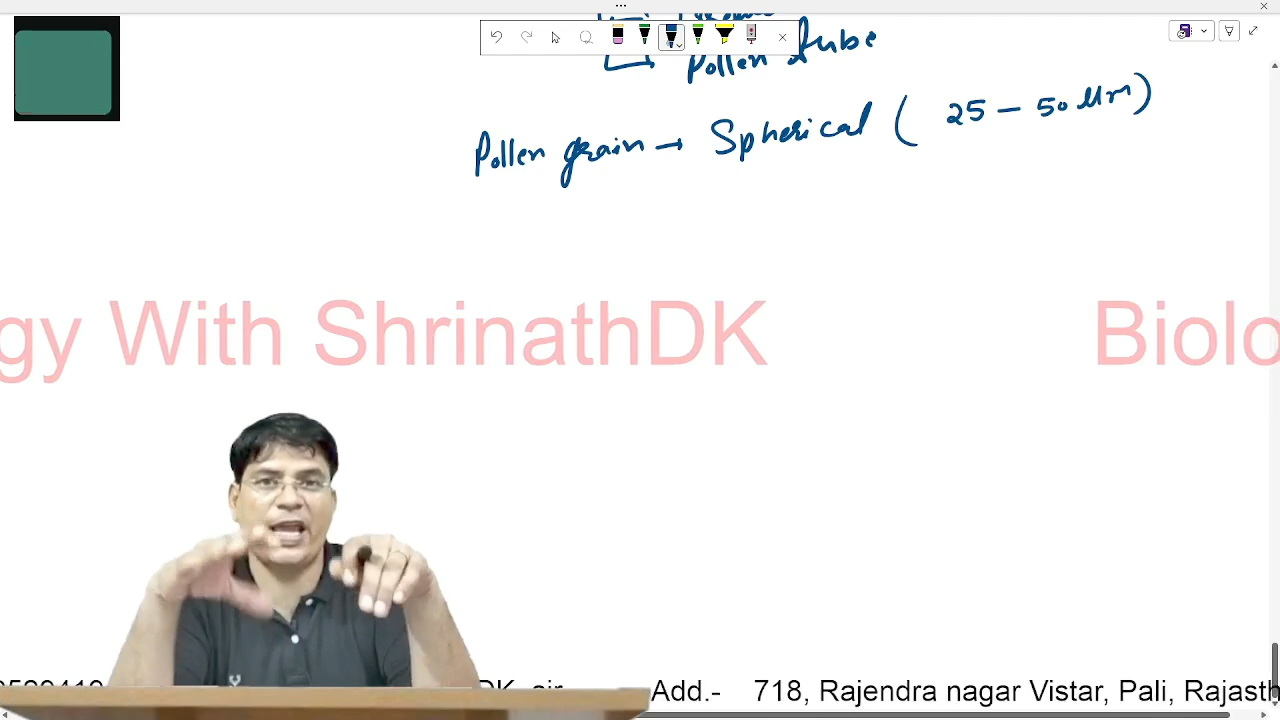 Pollen tube
Pollen grain → Spherical ( 25 – 50 μm)
gy With ShrinathDK
Biolo
Add.- 718, Rajendra nagar Vistar, Pali, Rajasth